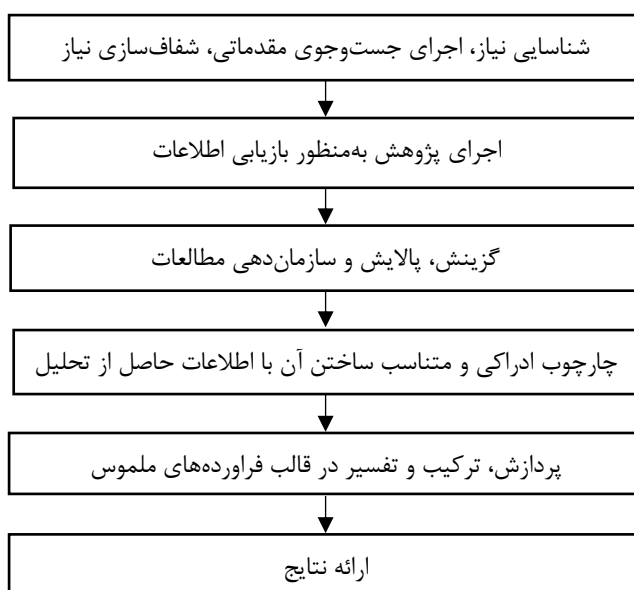 شناسایی نیاز، اجرای جست‌وجوی مقدماتی، شفاف‌سازی نیاز
اجرای پژوهش به‌منظور بازیابی اطلاعات
گزینش، پالایش و سازمان‌دهی مطالعات
چارچوب ادراکی و متناسب ساختن آن با اطلاعات حاصل از تحلیل
پردازش، ترکیب و تفسیر در قالب فراورده‌های ملموس
ارائه نتایج